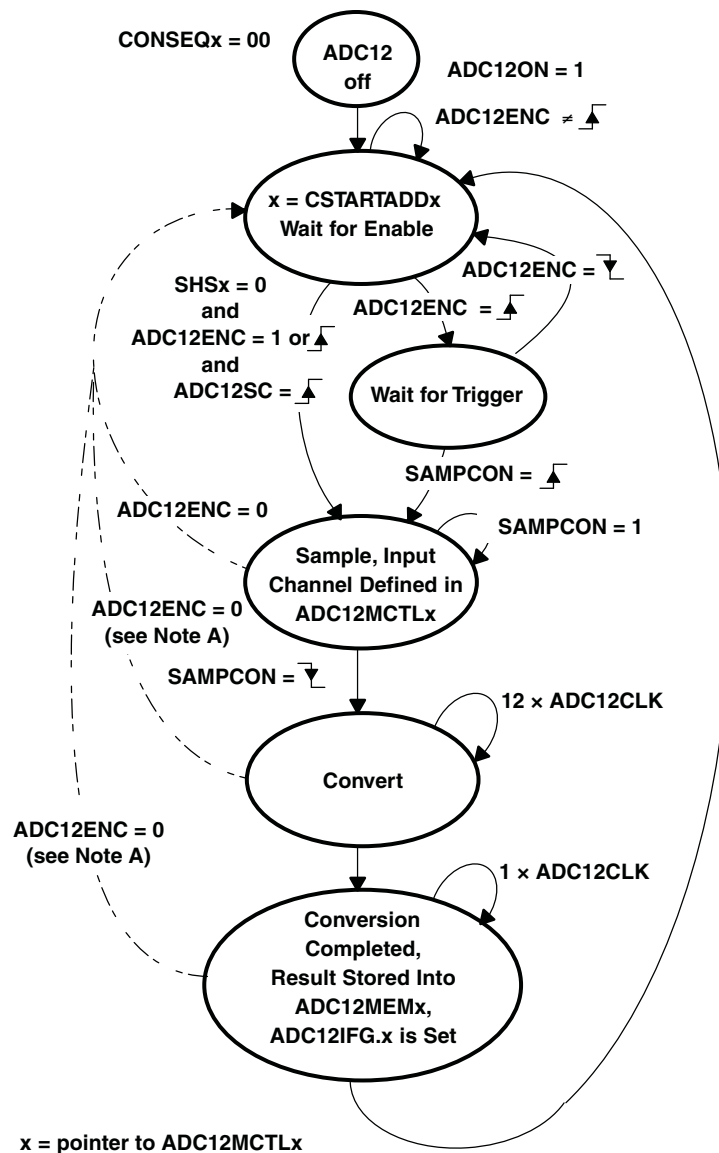 CONSEQx = 00
ADC12
off
ADC12ON = 1
ADC12ENC ≠
x = CSTARTADDx
Wait for Enable
ADC12ENC =
SHSx = 0
and
ADC12ENC = 1 or
and
ADC12SC =
ADC12ENC =
Wait for Trigger
SAMPCON =
ADC12ENC = 0
SAMPCON = 1
Sample, Input
Channel Defined in
ADC12MCTLx
ADC12ENC = 0
(see Note A)
SAMPCON =
12 × ADC12CLK
Convert
ADC12ENC = 0
(see Note A)
1 × ADC12CLK
Conversion
Completed,
Result Stored Into
ADC12MEMx,
ADC12IFG.x is Set
x = pointer to ADC12MCTLx